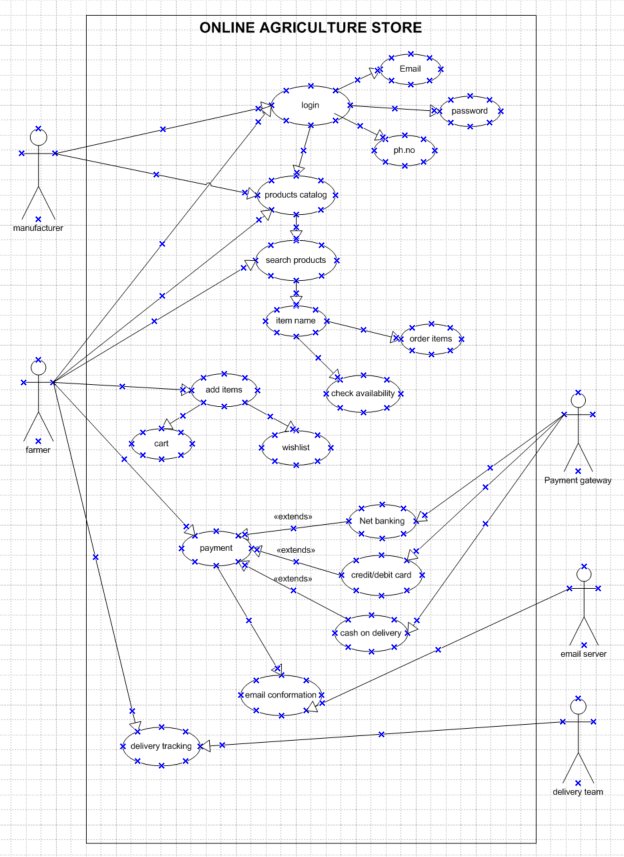 ONLINE AGRICULTURE STORE
Email
login
password
ph.no
products catalog
manufacturer
search products
item name
order items
add items
check availability
farmer
cart
wishlist
Payment gateway
«extends»
Net banking
payment
«extends»
credit/debit card
«extends»
cash on delivery
email server
email conformation
delivery tracking
delivery team